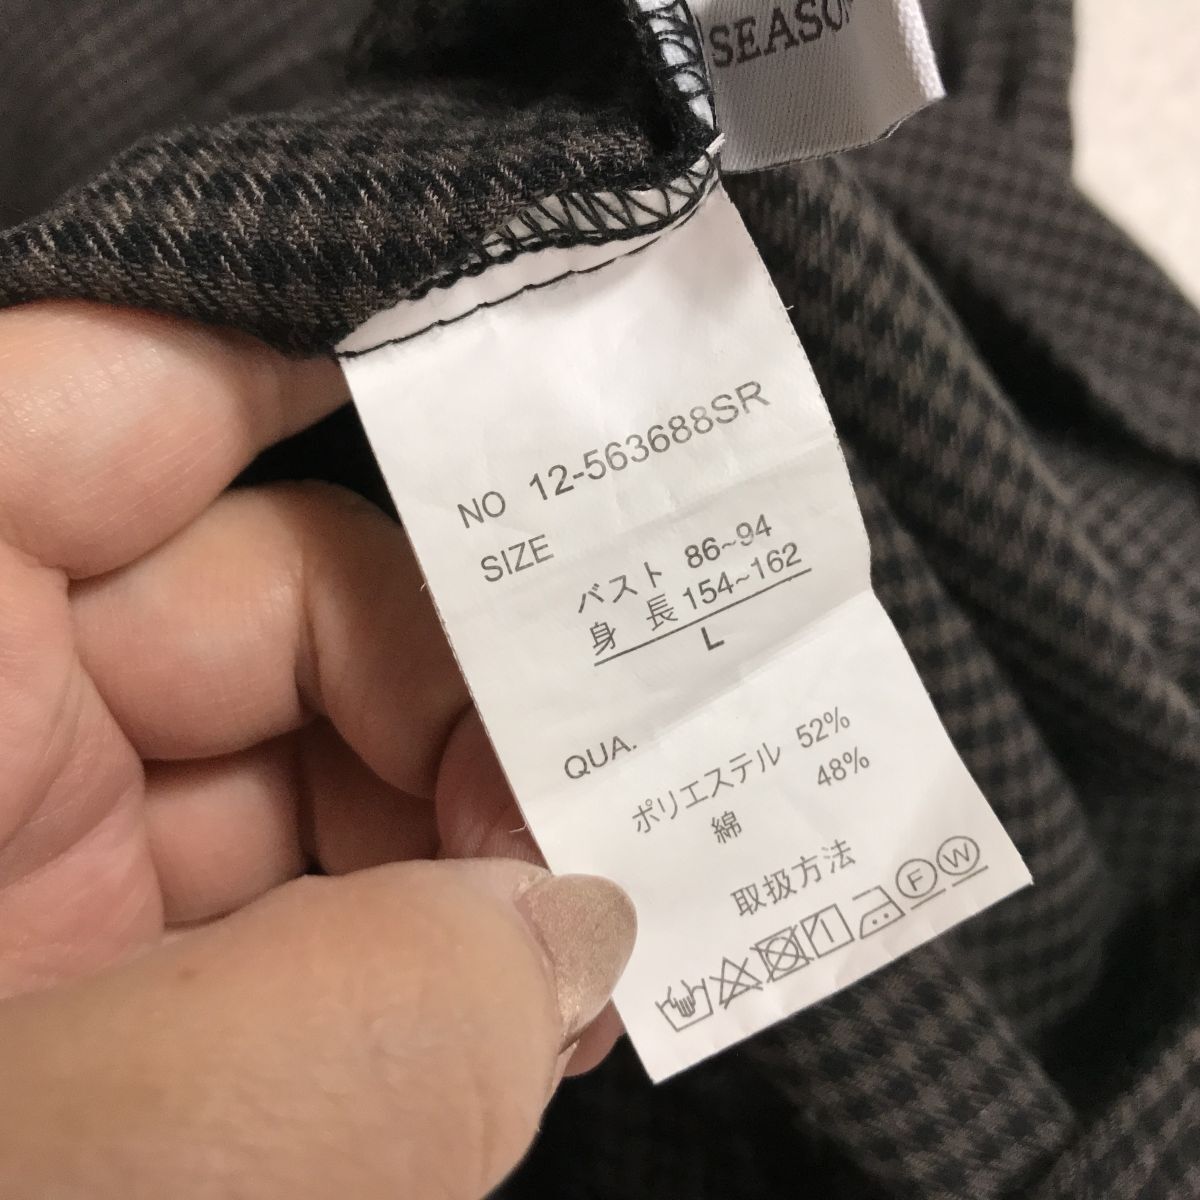 SEASO
NO 12-563688SR
SIZE
バスト 86~94
身 長 154~162
L
QUA.
ポリエステル 52%
綿 48%
取扱方法
F W